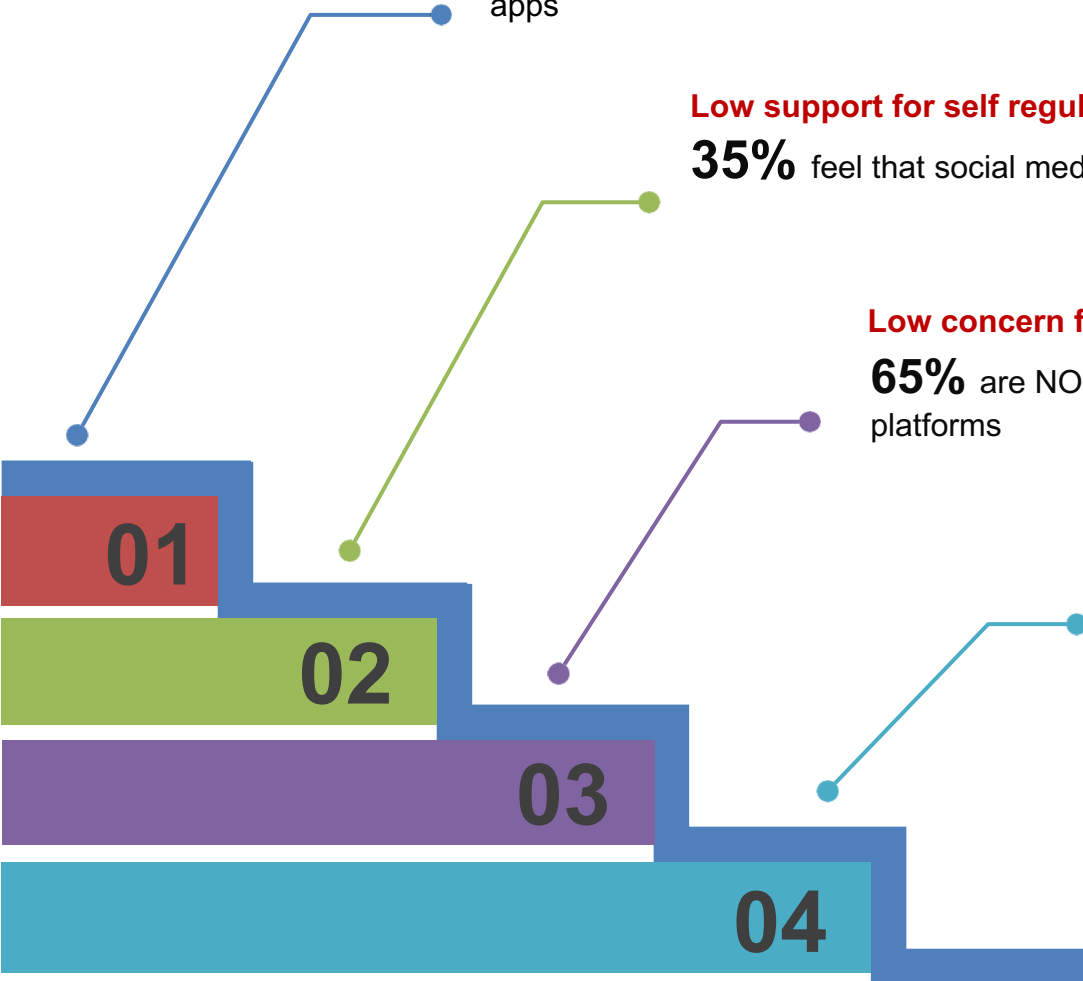 apps
Low support for self regul
35% feel that social med
Low concern f
65% are NO
platforms
01
02
03
04